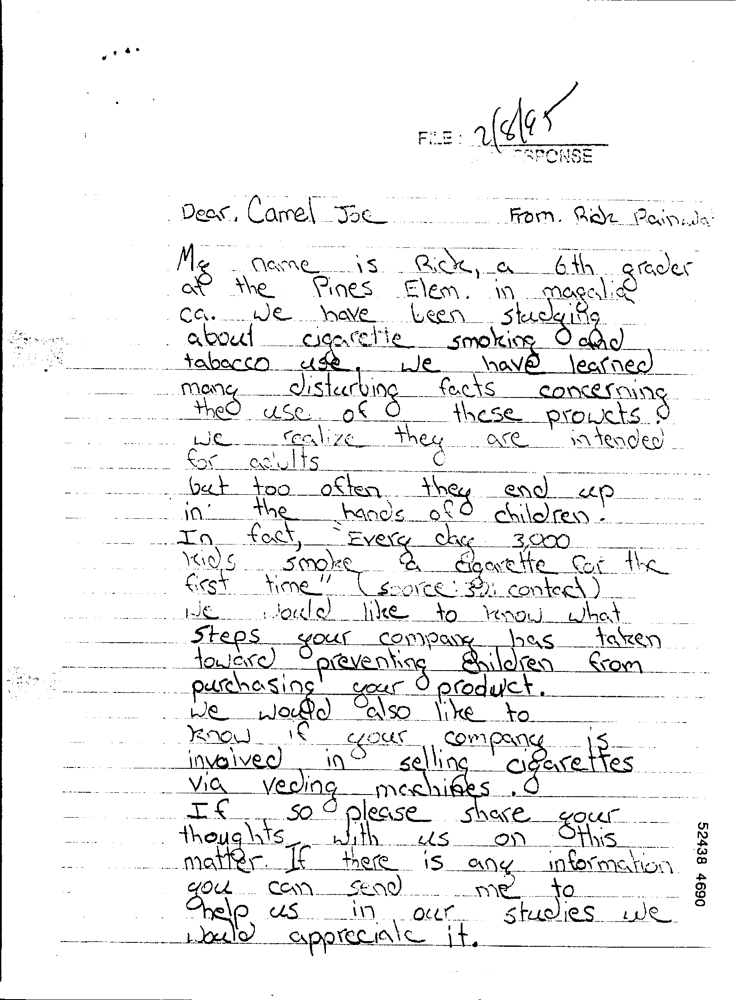 FILE: 2/8/95
Dear, Camel Joe From. Rick
My name is Rick, a 6th grader
at the Pines Elem. in magalia
ca. We have been studying
about cigarette smoking and
tabacco use. We have learned
many disturbing facts concerning
the use of these prowcts.
We realize they are intended
for adults
but too often they end up
in the hands of children.
In fact, "Every day 3,000
kids smoke a cigarette for the
first time" (soorce: contact)
We would like to know what
steps your company has taken
toward preventing children from
purchasing your product.
We would also like to
know if your company is
invoived in selling cigarettes
via veding machines.
If so please share your
thoughts with us on this
matter. If there is any information
you can send me to
help us in our studies we
would appreciate it.
52438 4690